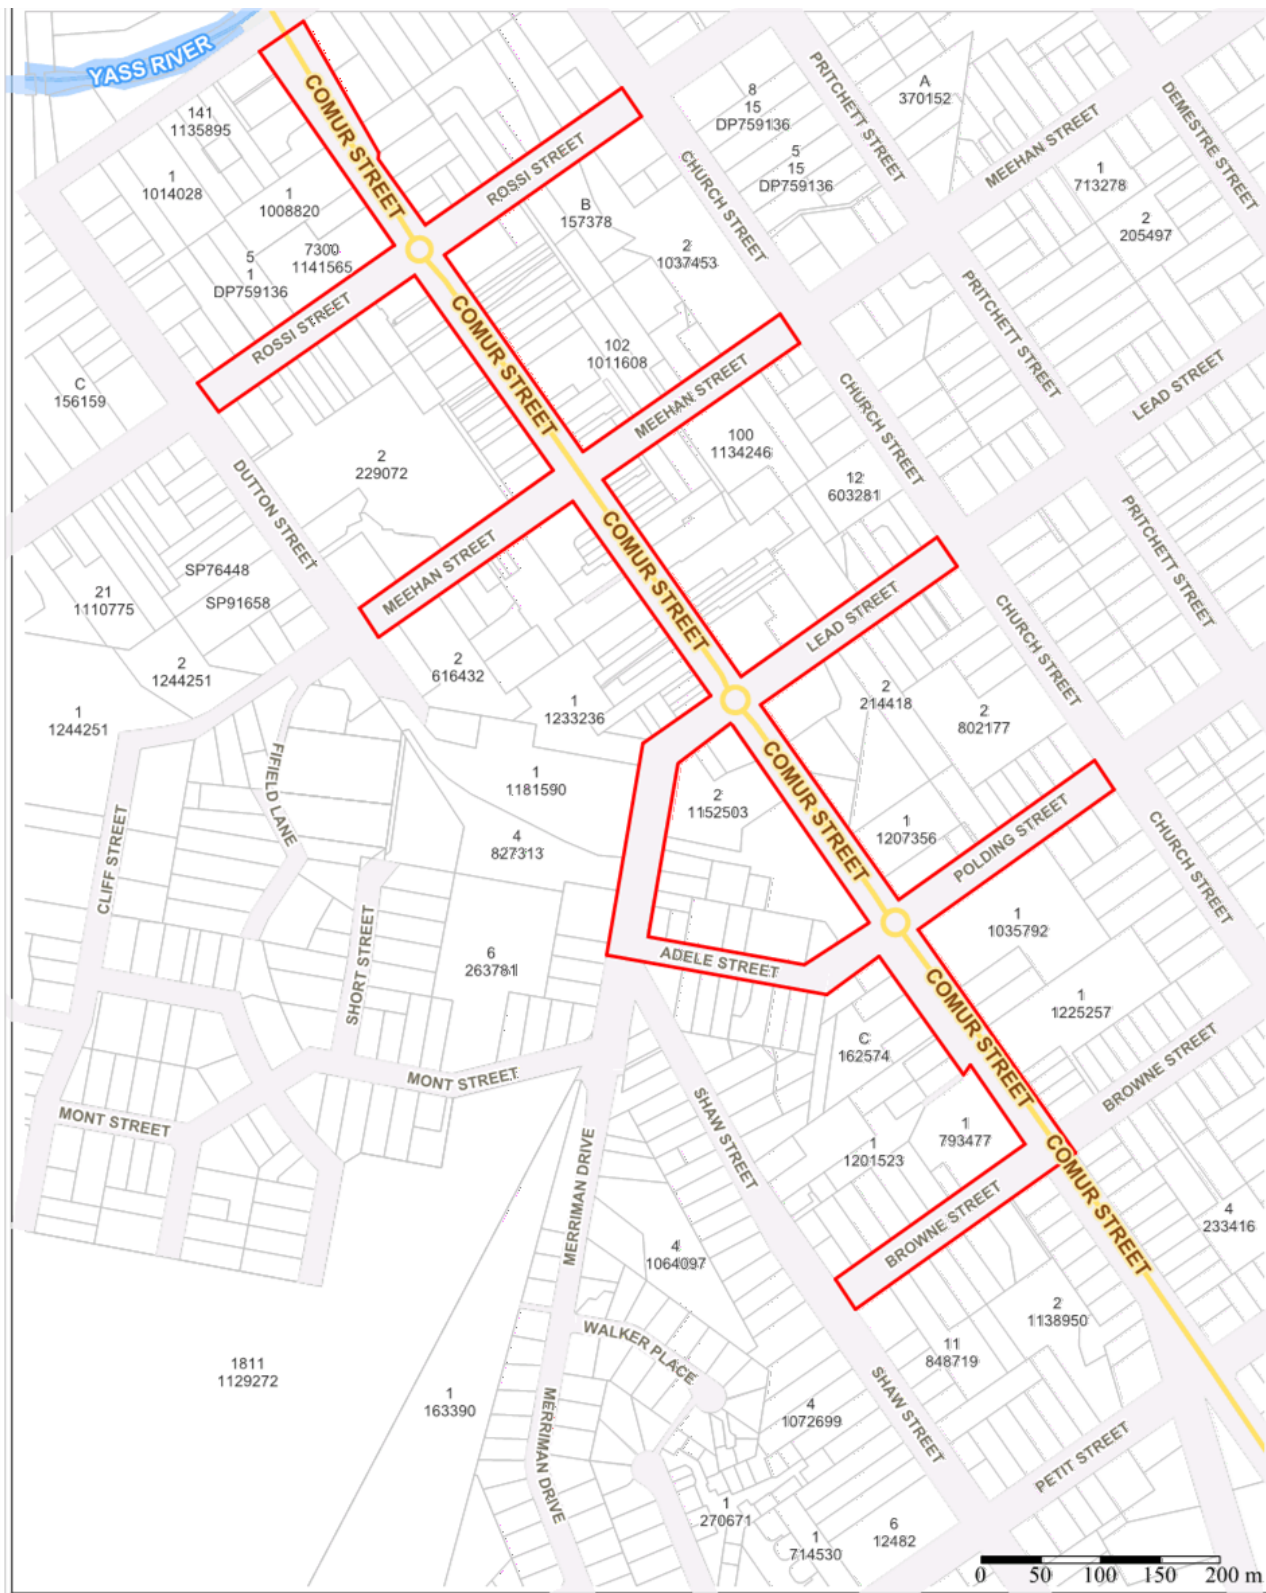 YASS RIVER
COMUR STREET
PRITCHETT STREET
A
370152
DEMESTRE STREET
141
1135895
8
15
DP759136
MEEHAN STREET
ROSSI STREET
CHURCH STREET
5
15
DP759136
1
713278
1
1014028
1
1008820
B
157378
2
205497
5
1
DP759136
7300
1141565
2
1037453
ROSSI STREET
COMUR STREET
PRITCHETT STREET
102
1011608
MEEHAN STREET
C
156159
CHURCH STREET
LEAD STREET
2
229072
100
1134246
12
603281
DUTTON STREET
COMUR STREET
PRITCHETT STREET
MEEHAN STREET
SP76448
SP91658
21
1110775
LEAD STREET
CHURCH STREET
2
1244251
2
616432
1
1233236
2
214418
2
802177
1
1244251
FIFIELD LANE
1
1181590
2
1152503
COMUR STREET
CLIFF STREET
4
827313
1
1207356
POLDING STREET
CHURCH STREET
SHORT STREET
6
263781
ADELE STREET
1
1035792
COMUR STREET
1
1225257
C
162574
BROWNE STREET
MONT STREET
MONT STREET
SHAW STREET
1
793477
1
1201523
MERRIMAN DRIVE
COMUR STREET
BROWNE STREET
4
233416
4
1064097
2
1138950
WALKER PLACE
11
848719
1811
1129272
1
163390
MERRIMAN DRIVE
4
1072699
SHAW STREET
PETIT STREET
1
270671
1
714530
6
12482
0 50 100 150 200 m